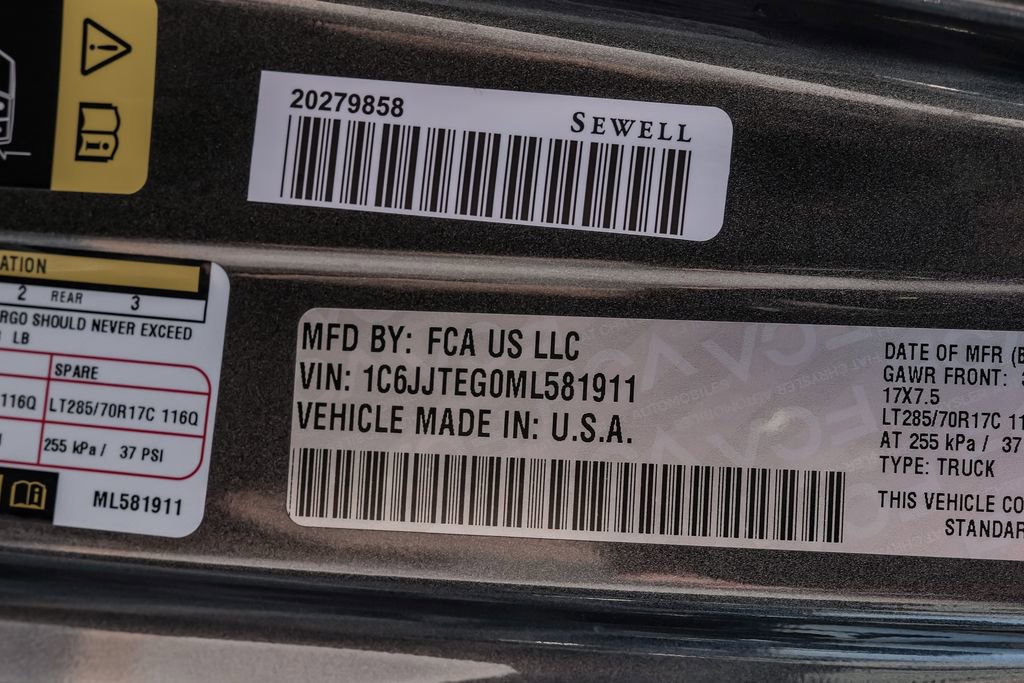 20279858
SEWELL
ATION
2 REAR 3
RGO SHOULD NEVER EXCEED
LB
SPARE
116Q LT285/70R17C 116Q
255 kPa / 37 PSI
ML581911
MFD BY: FCA US LLC
VIN: 1C6JJTEG0ML581911
VEHICLE MADE IN: U.S.A.
DATE OF MFR (
GAWR FRONT:
17X7.5
LT285/70R17C 11
AT 255 kPa / 37
TYPE: TRUCK
THIS VEHICLE CO
STANDAR